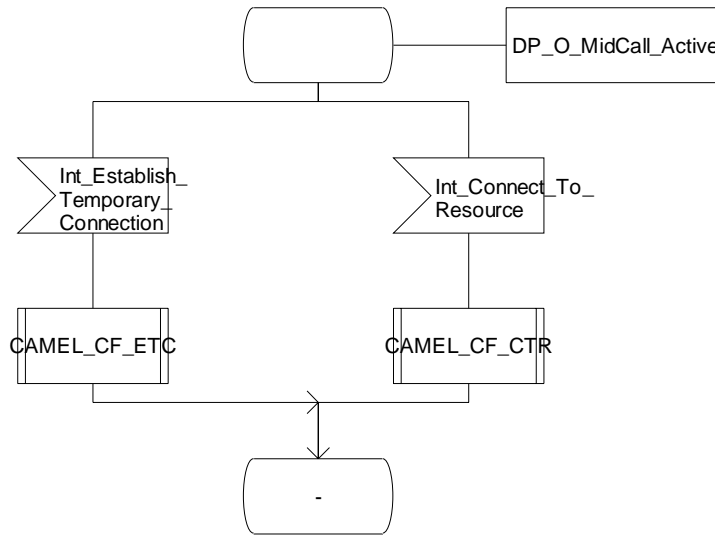 DP_O_MidCall_Active
Int_Establish_
Temporary_
Connection
Int_Connect_To_
Resource
CAMEL_CF_ETC
CAMEL_CF_CTR
-